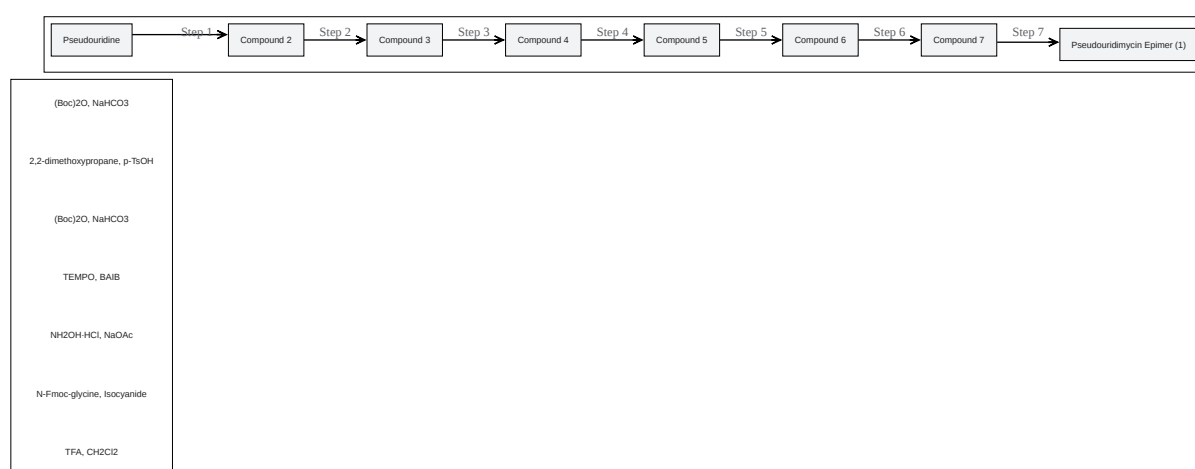 Pseudouridine
Step 1
Compound 2
Step 2
Compound 3
Step 3
Compound 4
Step 4
Compound 5
Step 5
Compound 6
Step 6
Compound 7
Step 7
Pseudouridimycin Epimer (1)
(Boc)2O, NaHCO3
2,2-dimethoxypropane, p-TsOH
(Boc)2O, NaHCO3
TEMPO, BAIB
NH2OH-HCl, NaOAc
N-Fmoc-glycine, Isocyanide
TFA, CH2Cl2